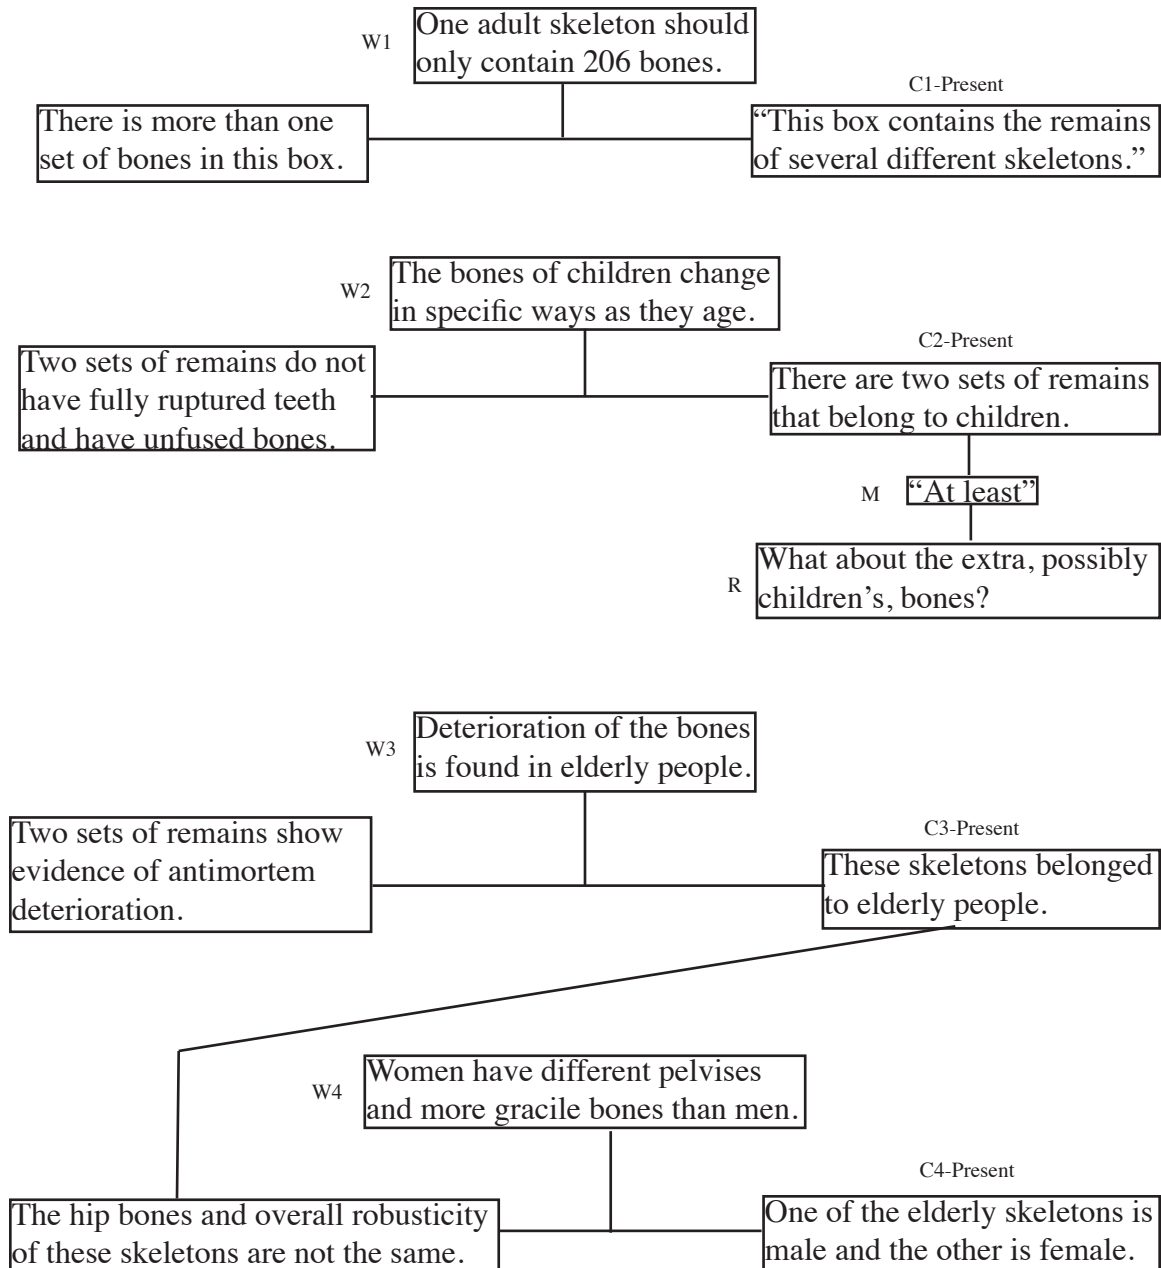 W1
One adult skeleton should
only contain 206 bones.
C1-Present
There is more than one
set of bones in this box.
“This box contains the remains
of several different skeletons.”
W2
The bones of children change
in specific ways as they age.
C2-Present
Two sets of remains do not
have fully ruptured teeth
and have unfused bones.
There are two sets of remains
that belong to children.
M
“At least”
R
What about the extra, possibly
children’s, bones?
W3
Deterioration of the bones
is found in elderly people.
C3-Present
Two sets of remains show
evidence of antimortem
deterioration.
These skeletons belonged
to elderly people.
W4
Women have different pelvises
and more gracile bones than men.
C4-Present
The hip bones and overall robusticity
of these skeletons are not the same.
One of the elderly skeletons is
male and the other is female.